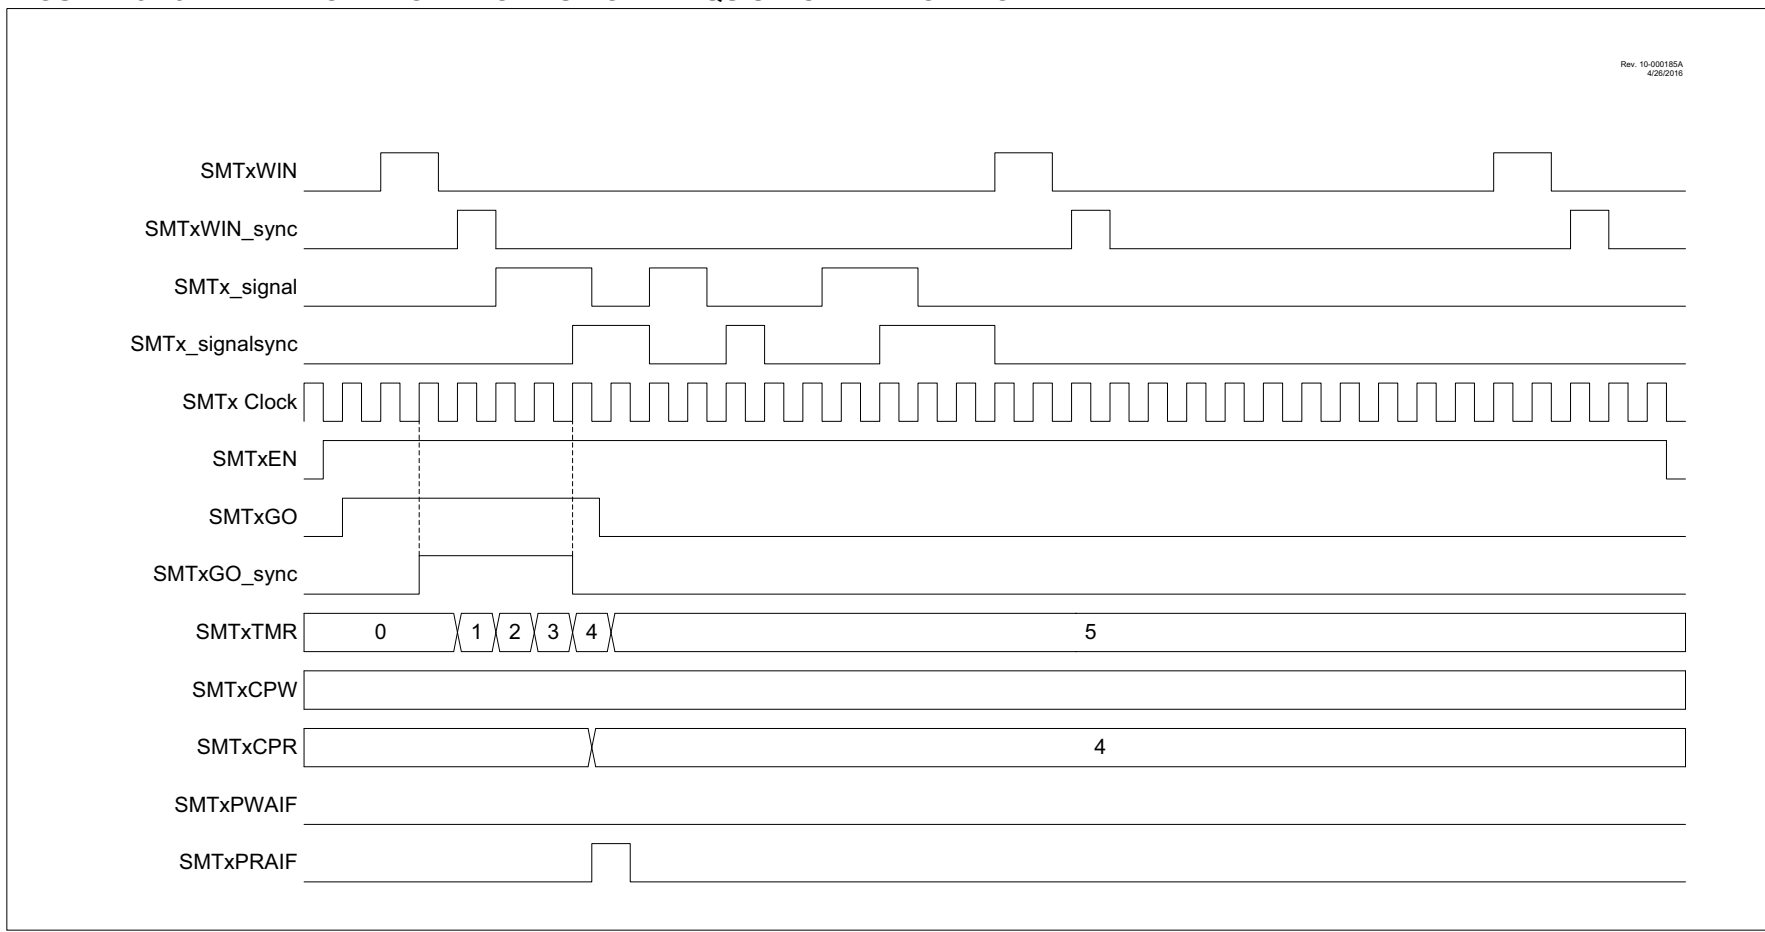 Rev. 10-000185A
4/26/2016
SMTxWIN
SMTxWIN_sync
SMTx_signal
SMTx_signalsync
SMTx Clock
SMTxEN
SMTxGO
SMTxGO_sync
SMTxTMR 0 1 2 3 4 5
SMTxCPW
SMTxCPR 4
SMTxPWAIF
SMTxPRAIF